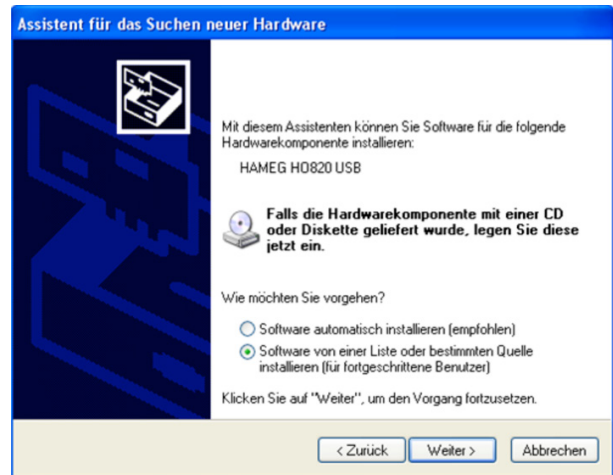 Assistent für das Suchen neuer Hardware
Mit diesem Assistenten können Sie Software für die folgende
Hardwarekomponente installieren:
HAMEG HO820 USB
Falls die Hardwarekomponente mit einer CD
oder Diskette geliefert wurde, legen Sie diese
jetzt ein.
Wie möchten Sie vorgehen?
Software automatisch installieren (empfohlen)
Software von einer Liste oder bestimmten Quelle
installieren (für fortgeschrittene Benutzer)
Klicken Sie auf "Weiter", um den Vorgang fortzusetzen.
< Zurück Weiter > Abbrechen